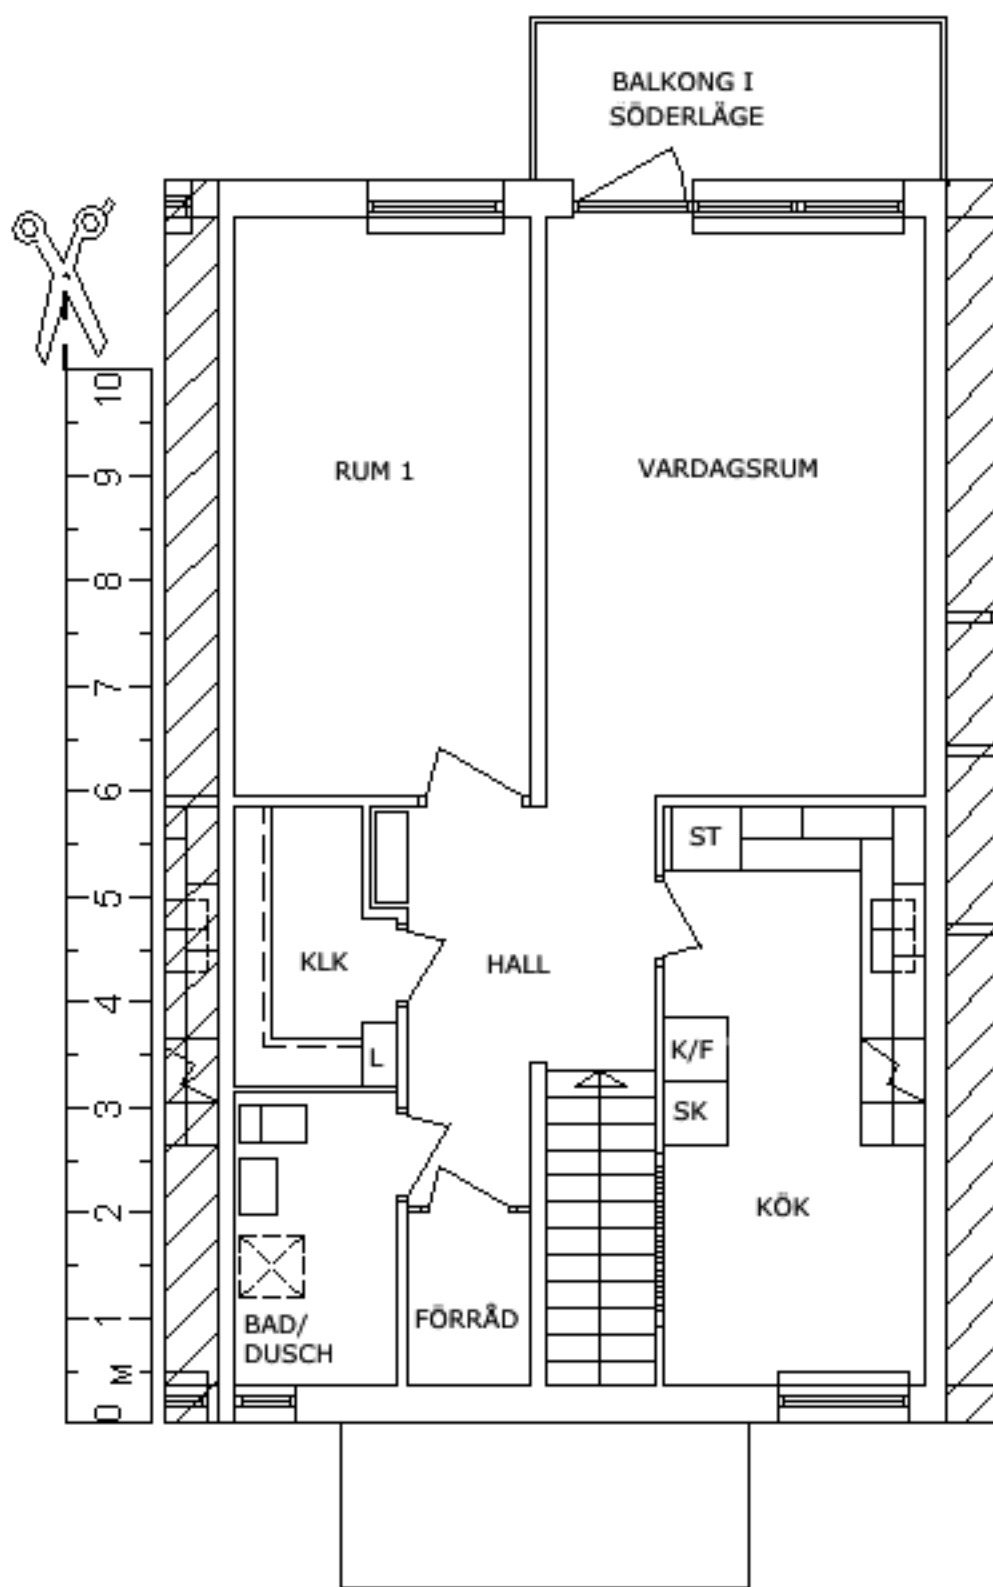 BALKONG I
SÖDERLÄGE
RUM 1
VARDAGSRUM
ST
KLK
HALL
L
K/F
SK
KÖK
BAD/
DUSCH
FÖRRÅD
10
9
8
7
6
5
4
3
2
1
M
0